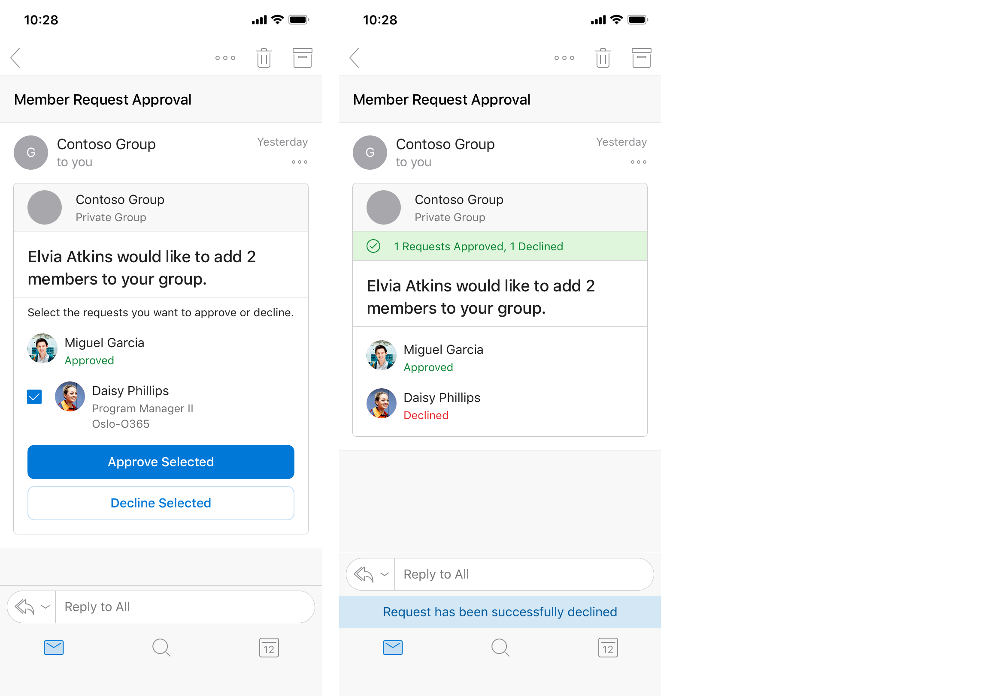 10:28
Member Request Approval
G
Contoso Group
Yesterday
to you
Contoso Group
Private Group
Elvia Atkins would like to add 2
members to your group.
Select the requests you want to approve or decline.
Miguel Garcia
Approved
Daisy Phillips
Program Manager II
Oslo-O365
Approve Selected
Decline Selected
Reply to All
12
10:28
Member Request Approval
G
Contoso Group
Yesterday
to you
Contoso Group
Private Group
1 Requests Approved, 1 Declined
Elvia Atkins would like to add 2
members to your group.
Miguel Garcia
Approved
Daisy Phillips
Declined
Reply to All
Request has been successfully declined
12